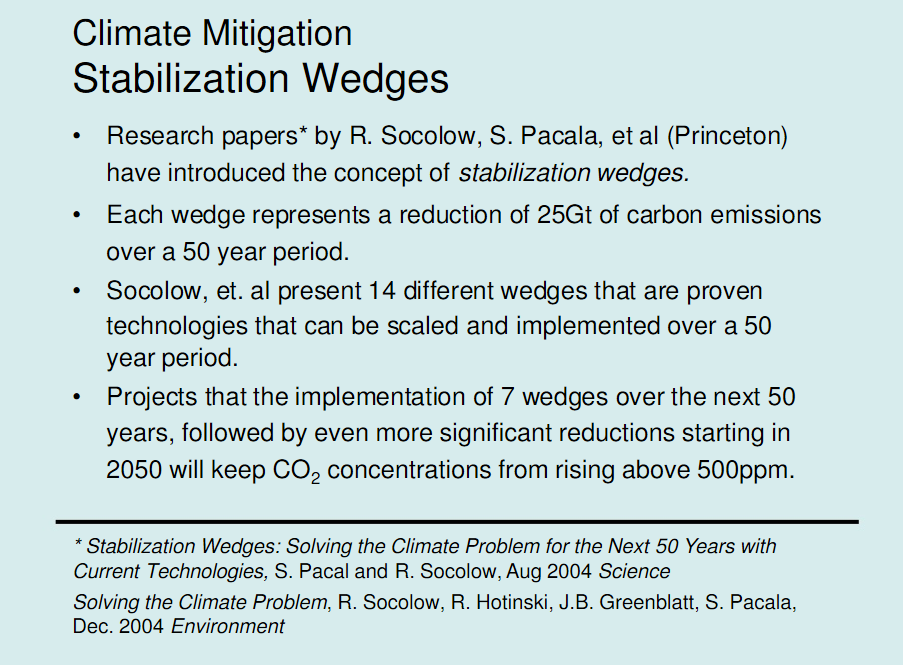 Climate Mitigation
Stabilization Wedges
• Research papers* by R. Socolow, S. Pacala, et al (Princeton)
have introduced the concept of stabilization wedges.
• Each wedge represents a reduction of 25Gt of carbon emissions
over a 50 year period.
• Socolow, et. al present 14 different wedges that are proven
technologies that can be scaled and implemented over a 50
year period.
• Projects that the implementation of 7 wedges over the next 50
years, followed by even more significant reductions starting in
2050 will keep CO₂ concentrations from rising above 500ppm.
* Stabilization Wedges: Solving the Climate Problem for the Next 50 Years with
Current Technologies, S. Pacal and R. Socolow, Aug 2004 Science
Solving the Climate Problem, R. Socolow, R. Hotinski, J.B. Greenblatt, S. Pacala,
Dec. 2004 Environment